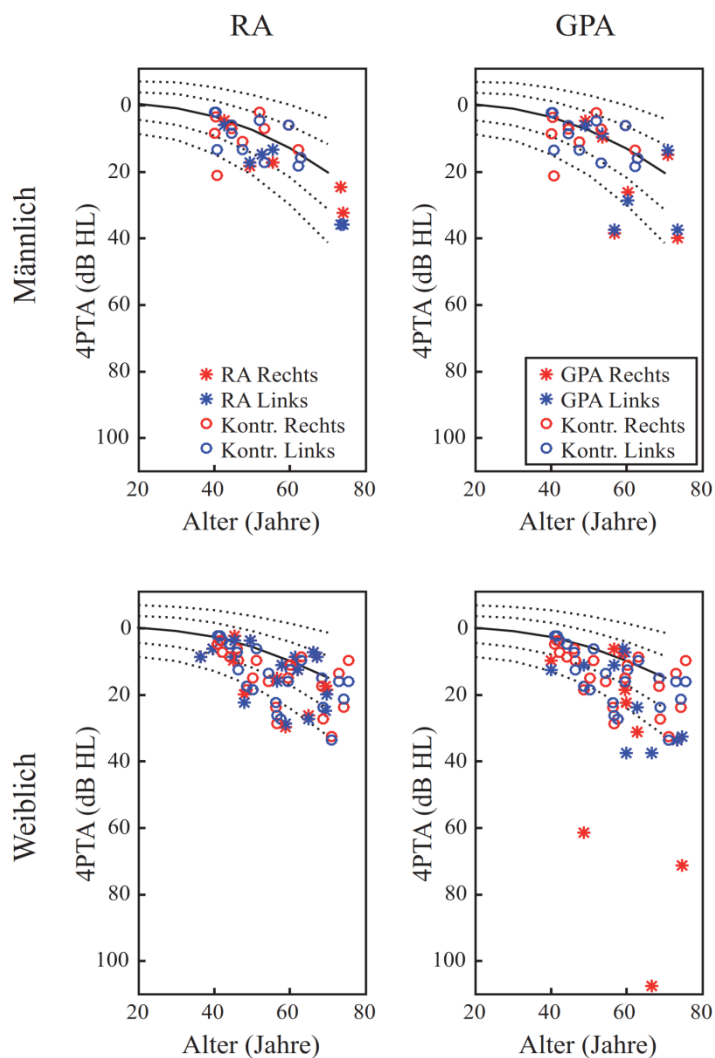 RA
GPA
Männlich
4PTA (dB HL)
0
20
40
60
80
100
RA Rechts
RA Links
Kontr. Rechts
Kontr. Links
20 40 60 80
Alter (Jahre)
4PTA (dB HL)
0
20
40
60
80
100
GPA Rechts
GPA Links
Kontr. Rechts
Kontr. Links
20 40 60 80
Alter (Jahre)
Weiblich
4PTA (dB HL)
0
20
40
60
80
100
20 40 60 80
Alter (Jahre)
4PTA (dB HL)
0
20
40
60
80
100
20 40 60 80
Alter (Jahre)